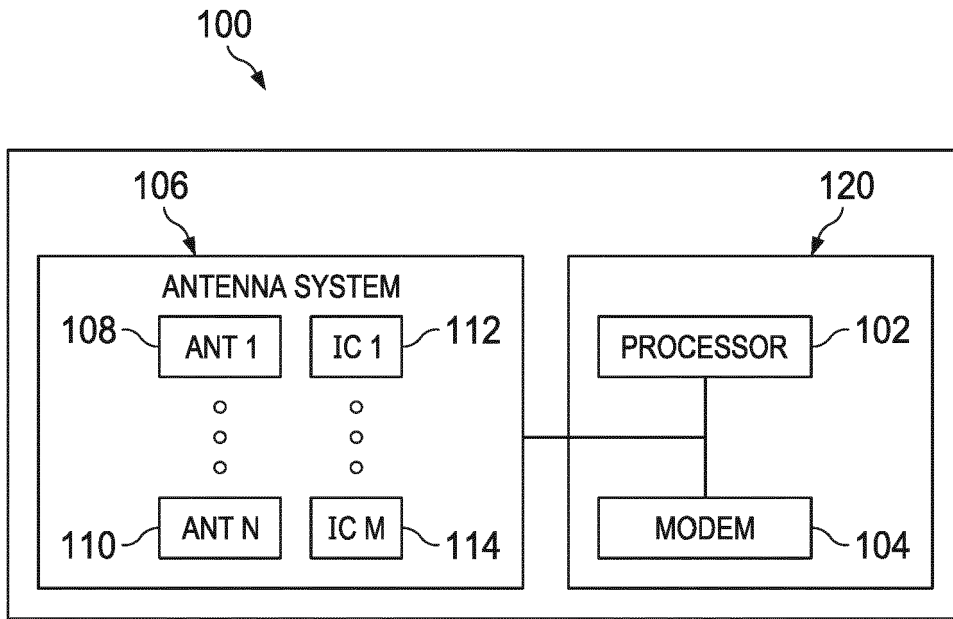 100
106
120
ANTENNA SYSTEM
108 ANT 1 IC 1 112
PROCESSOR 102
110 ANT N IC M 114
MODEM 104